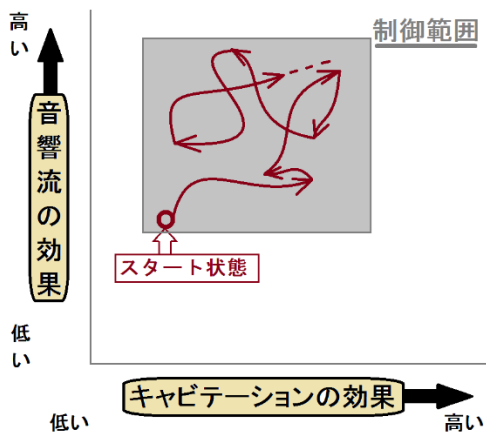 高い
制御範囲
音響流の効果
スタート状態
低い
キャビテーションの効果
低い
高い